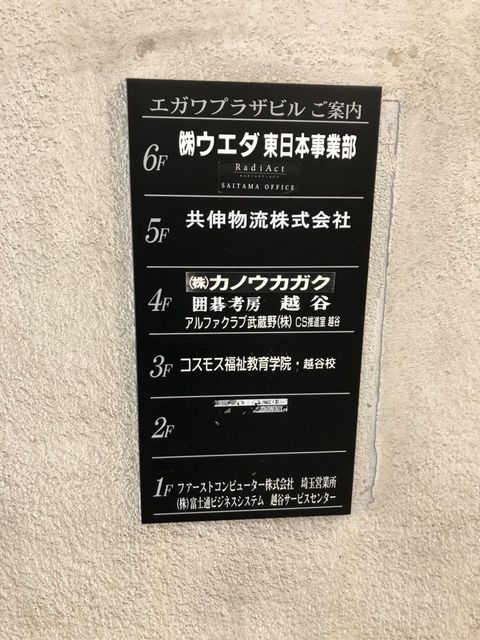 エガワプラザビル ご案内
6F ㈱ウエダ 東日本事業部
RadiAct
SAITAMA OFFICE
5F 共伸物流株式会社
4F ㈱カノウカガク
囲碁考房 越谷
アルファクラブ武蔵野(株) CS推進室 越谷
3F コスモス福祉教育学院・越谷校
2F
1F ファーストコンピューター株式会社 埼玉営業所
(株)富士通ビジネスシステム 越谷サービスセンター